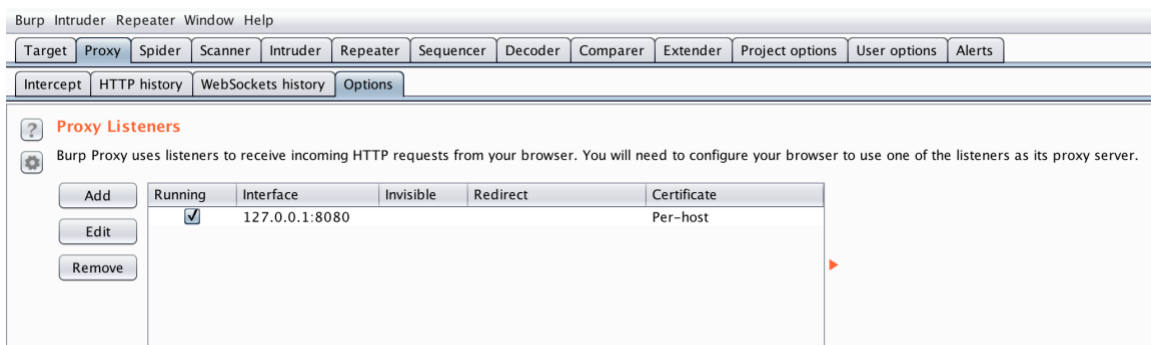 Burp Intruder Repeater Window Help
Target Proxy Spider Scanner Intruder Repeater Sequencer Decoder Comparer Extender Project options User options Alerts
Intercept HTTP history WebSockets history Options
? Proxy Listeners
Burp Proxy uses listeners to receive incoming HTTP requests from your browser. You will need to configure your browser to use one of the listeners as its proxy server.
Add Running Interface Invisible Redirect Certificate
127.0.0.1:8080 Per-host
Edit
Remove